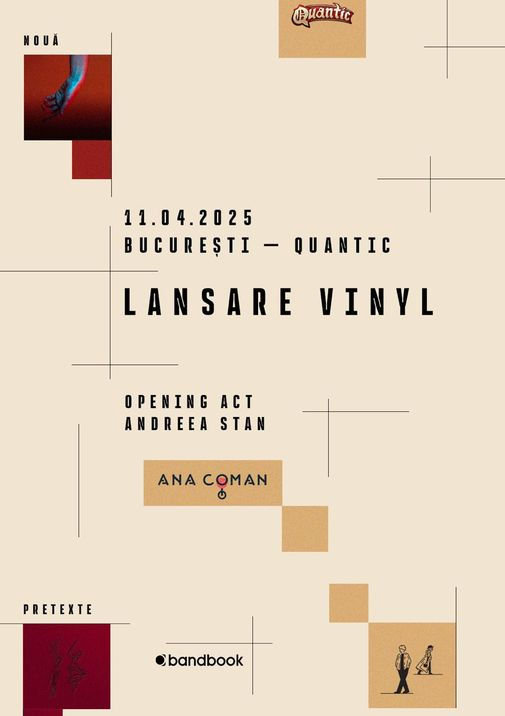 Quantic
NOUĂ
11.04.2025
BUCUREȘTI — QUANTIC
LANSARE VINYL
OPENING ACT
ANDREEA STAN
ANA COMAN
PRETEXTE
bandbook